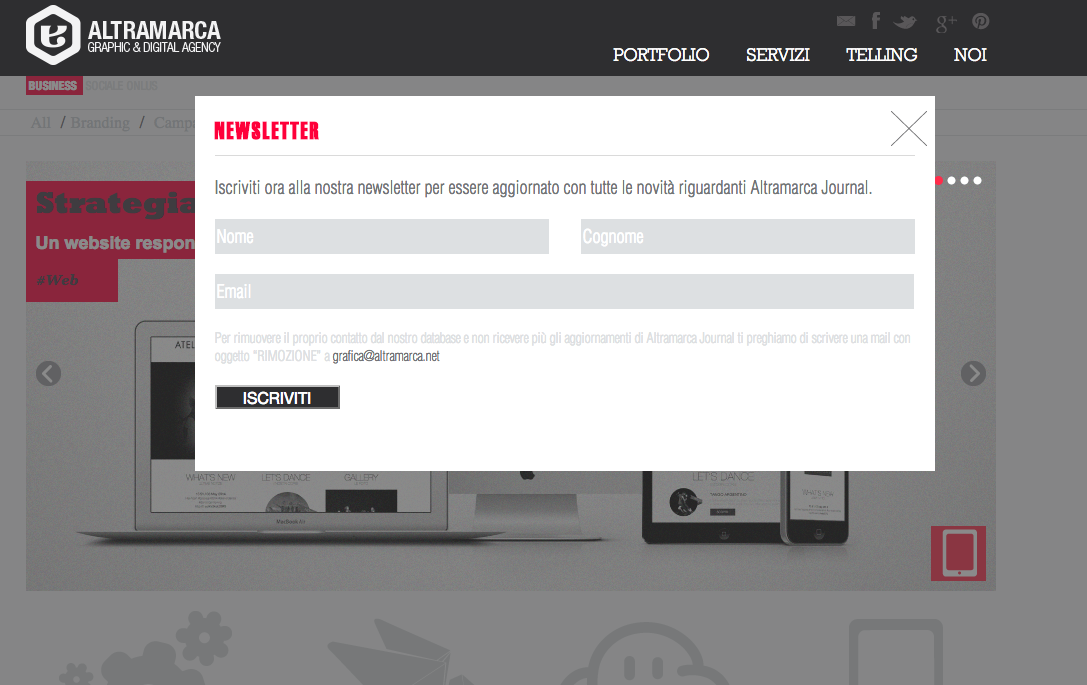 ALTRAMARCA
GRAPHIC & DIGITAL AGENCY
PORTFOLIO SERVIZI TELLING NOI
BUSINESS SOCIALE ONLUS
All / Branding / Campa
NEWSLETTER
Iscriviti ora alla nostra newsletter per essere aggiornato con tutte le novità riguardanti Altramarca Journal.
Strategia
Un website respon
#Web
Nome Cognome
Email
Per rimuovere il proprio contatto dal nostro database e non ricevere più gli aggiornamenti di Altramarca Journal ti preghiamo di scrivere una mail con
oggetto "RIMOZIONE" a grafica@altramarca.net
ISCRIVITI
ATEL
WHAT'S NEW LET'S DANCE GALLERY
LET'S DANCE WHAT'S NEW
MacBook Air